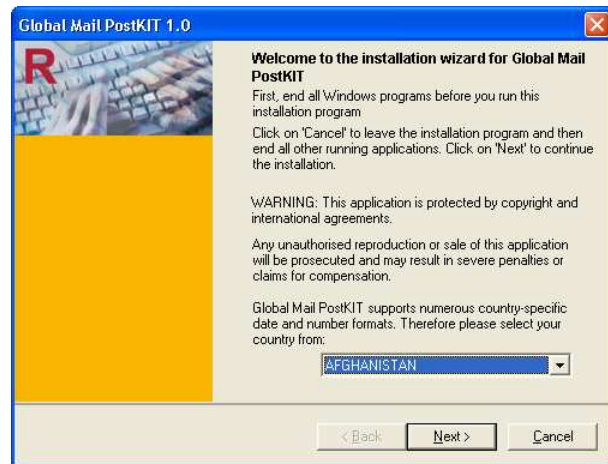 Global Mail PostKIT 1.0
R
Welcome to the installation wizard for Global Mail
PostKIT
First, end all Windows programs before you run this
installation program
Click on 'Cancel' to leave the installation program and then
end all other running applications. Click on 'Next' to continue
the installation.
WARNING: This application is protected by copyright and
international agreements.
Any unauthorised reproduction or sale of this application
will be prosecuted and may result in severe penalties or
claims for compensation.
Global Mail PostKIT supports numerous country-specific
date and number formats. Therefore please select your
country from:
AFGHANISTAN
< Back
Next >
Cancel